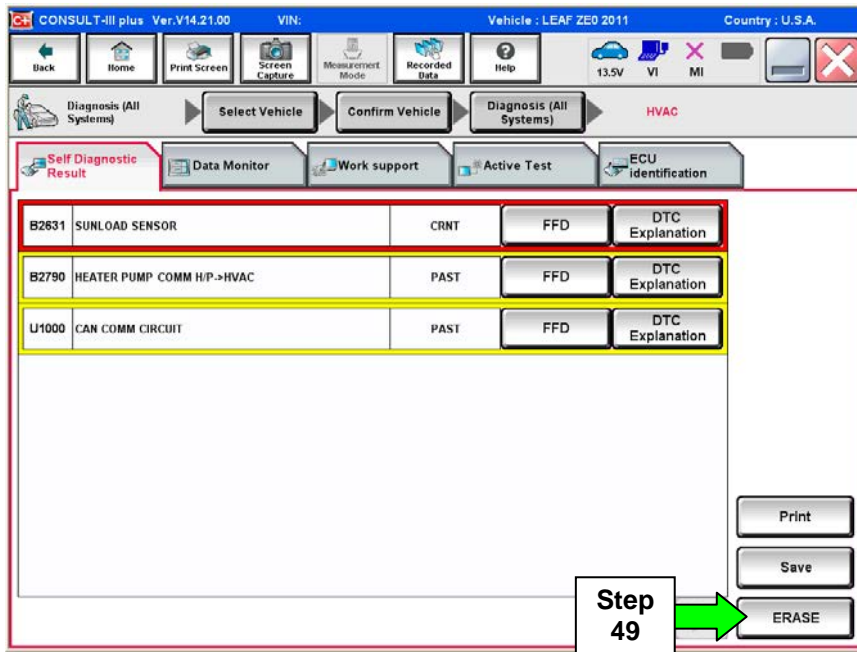 C+ CONSULT-III plus Ver.V14.21.00 VIN: Vehicle : LEAF ZE0 2011 Country : U.S.A.
Back
Home
Print Screen
Screen
Capture
Measurement
Mode
Recorded
Data
Help
13.5V
VI
MI
Diagnosis (All
Systems)
Select Vehicle
Confirm Vehicle
Diagnosis (All
Systems)
HVAC
Self Diagnostic
Result
Data Monitor
Work support
Active Test
ECU
identification
B2631 SUNLOAD SENSOR CRNT FFD DTC
Explanation
B2790 HEATER PUMP COMM H/P->HVAC PAST FFD DTC
Explanation
U1000 CAN COMM CIRCUIT PAST FFD DTC
Explanation
Print
Save
Step
49
ERASE